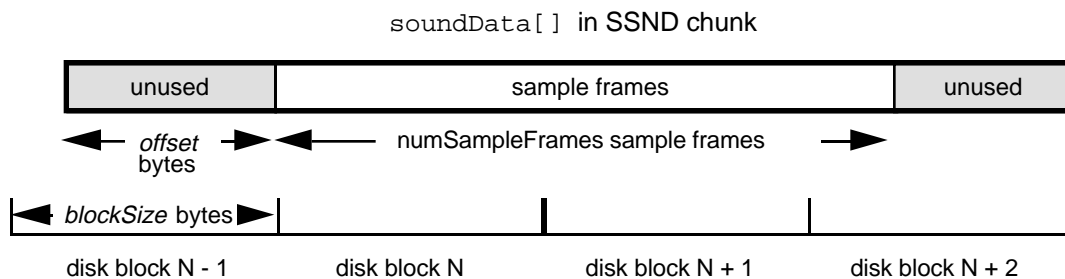 soundData[] in SSND chunk
unused sample frames unused
offset bytes
numSampleFrames sample frames
blockSize bytes
disk block N - 1 disk block N disk block N + 1 disk block N + 2